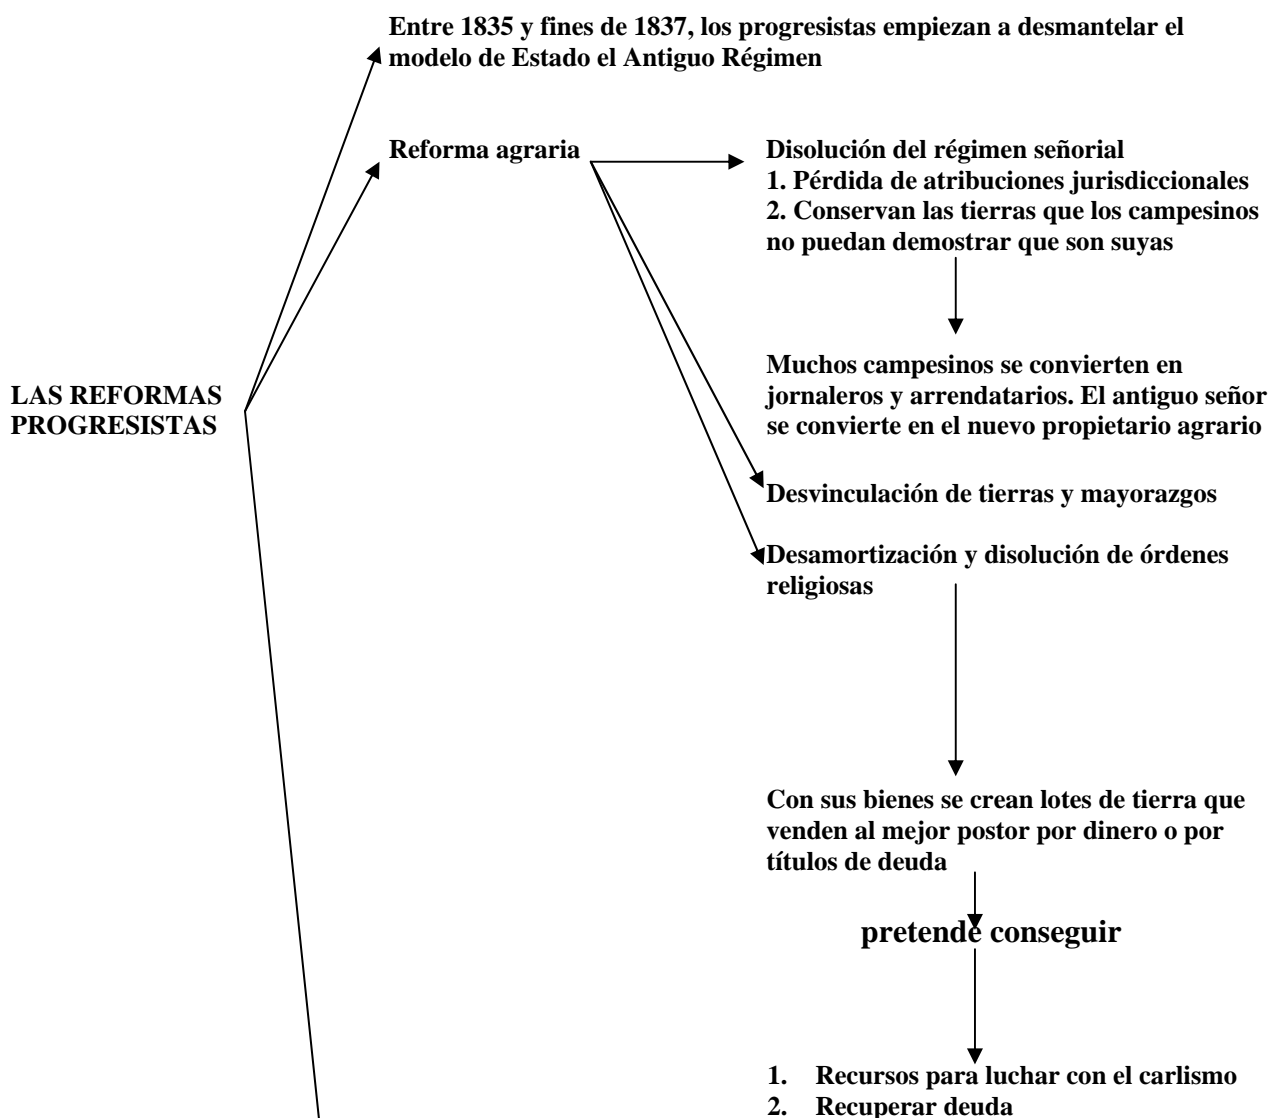 Entre 1835 y fines de 1837, los progresistas empiezan a desmantelar el
modelo de Estado el Antiguo Régimen
Reforma agraria
Disolución del régimen señorial
1. Pérdida de atribuciones jurisdiccionales
2. Conservan las tierras que los campesinos
no puedan demostrar que son suyas
Muchos campesinos se convierten en
jornaleros y arrendatarios. El antiguo señor
se convierte en el nuevo propietario agrario
LAS REFORMAS
PROGRESISTAS
Desvinculación de tierras y mayorazgos
Desamortización y disolución de órdenes
religiosas
Con sus bienes se crean lotes de tierra que
venden al mejor postor por dinero o por
títulos de deuda
pretende conseguir
1. Recursos para luchar con el carlismo
2. Recuperar deuda